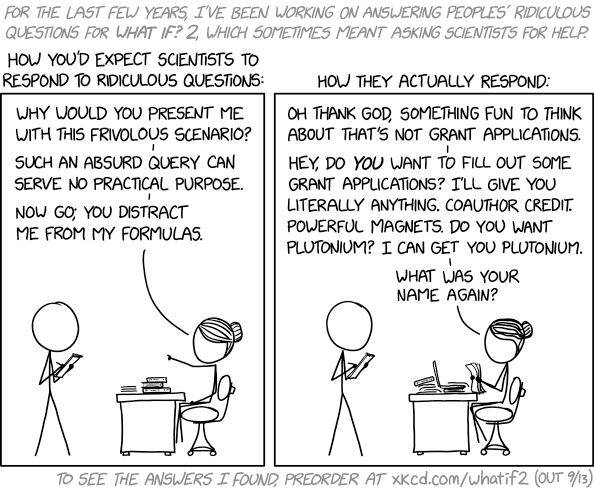 FOR THE LAST FEW YEARS, I'VE BEEN WORKING ON ANSWERING PEOPLES' RIDICULOUS
QUESTIONS FOR WHAT IF? 2, WHICH SOMETIMES MEANT ASKING SCIENTISTS FOR HELP.
HOW YOU'D EXPECT SCIENTISTS TO
RESPOND TO RIDICULOUS QUESTIONS:
WHY WOULD YOU PRESENT ME
WITH THIS FRIVOLOUS SCENARIO?
SUCH AN ABSURD QUERY CAN
SERVE NO PRACTICAL PURPOSE.
NOW GO; YOU DISTRACT
ME FROM MY FORMULAS.
HOW THEY ACTUALLY RESPOND:
OH THANK GOD, SOMETHING FUN TO THINK
ABOUT THAT'S NOT GRANT APPLICATIONS.
HEY, DO YOU WANT TO FILL OUT SOME
GRANT APPLICATIONS? I'LL GIVE YOU
LITERALLY ANYTHING. COAUTHOR CREDIT.
POWERFUL MAGNETS. DO YOU WANT
PLUTONIUM? I CAN GET YOU PLUTONIUM.
WHAT WAS YOUR
NAME AGAIN?
TO SEE THE ANSWERS I FOUND, PREORDER AT xkcd.com/whatif2 (OUT 9/13)